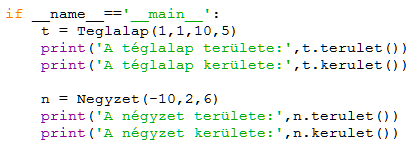 if __name__=='__main__':
    t = Teglalap(1,1,10,5)
    print('A téglalap területe:',t.terulet())
    print('A téglalap kerülete:',t.kerulet())

    n = Negyzet(-10,2,6)
    print('A négyzet területe:',n.terulet())
    print('A négyzet kerülete:',n.kerulet())